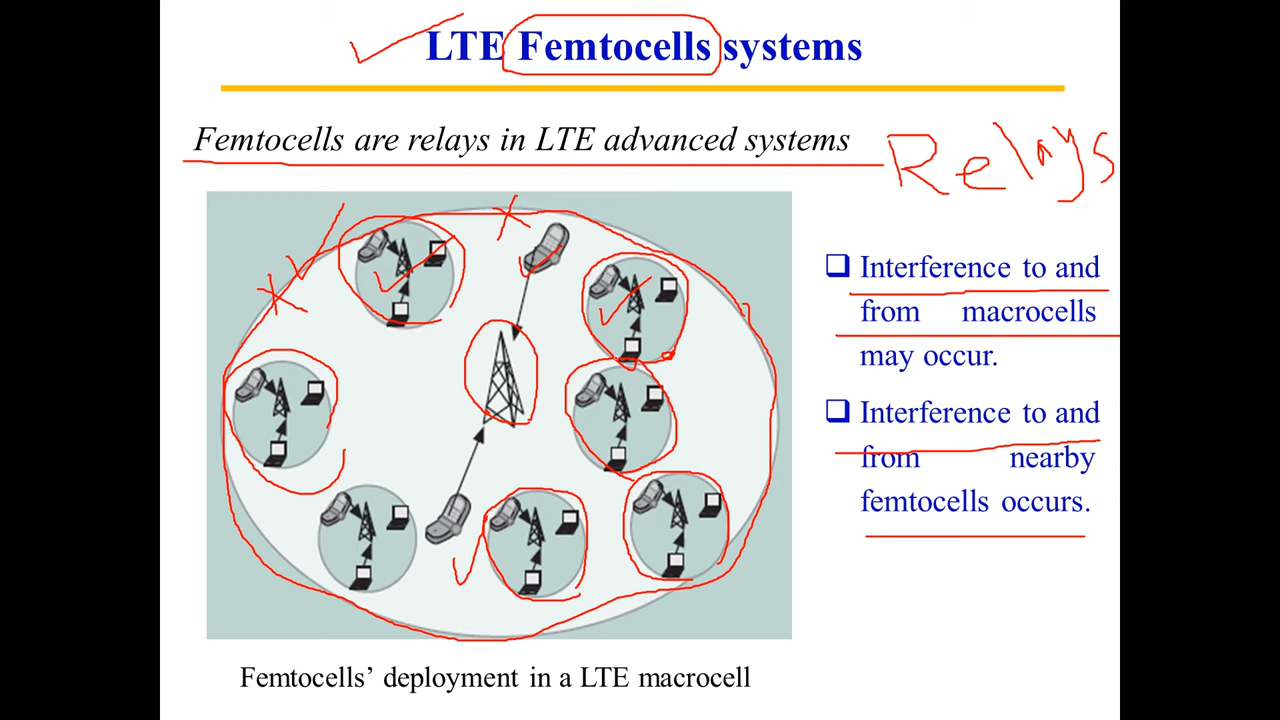 LTE Femtocells systems
Femtocells are relays in LTE advanced systems
Relays
❑ Interference to and
from macrocells
may occur.
❑ Interference to and
from nearby
femtocells occurs.
Femtocells’ deployment in a LTE macrocell